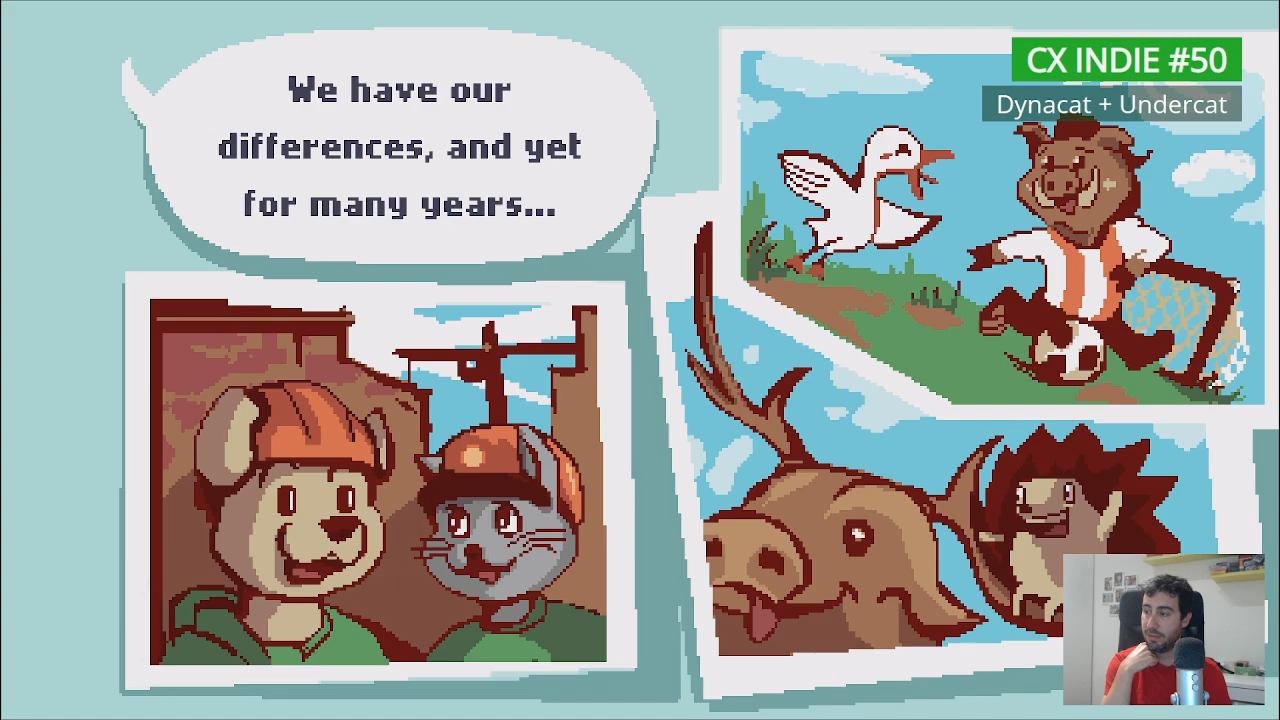 We have our
differences, and yet
for many years...
CX INDIE #50
Dynacat + Undercat